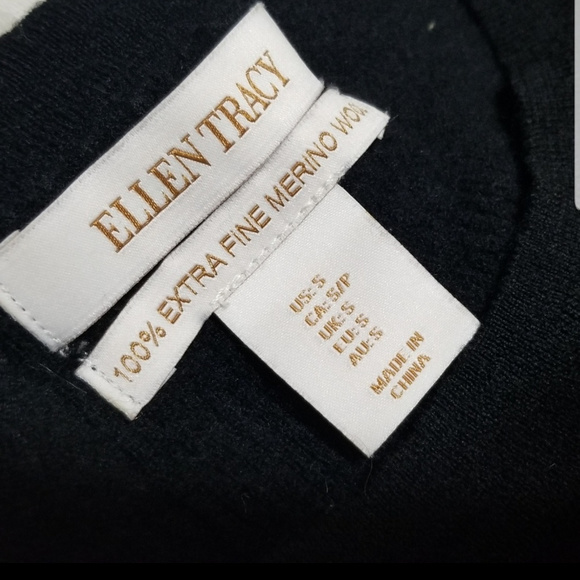 ELLEN TRACY
100% EXTRA FINE MERINO WOOL
US: S
CA: S/P
UK: S
EU: S
AU: S
MADE IN
CHINA